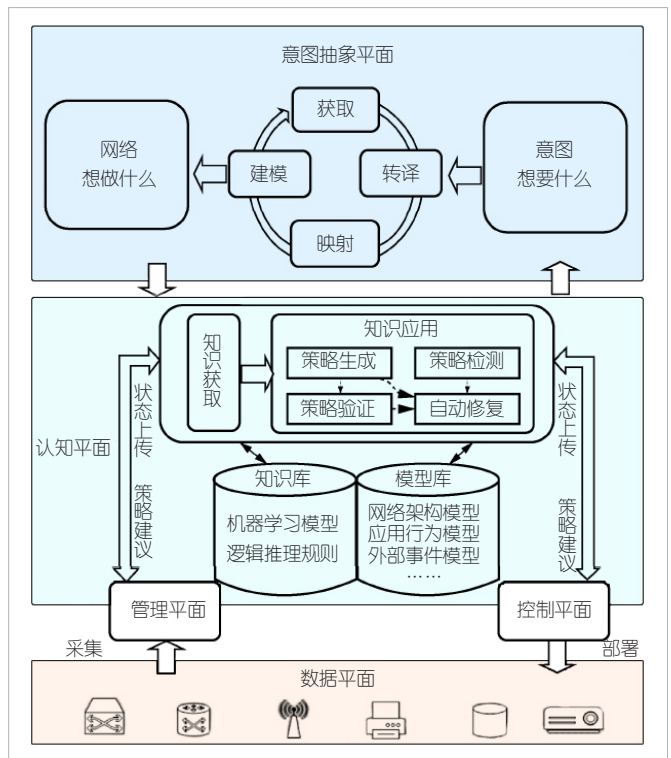 意图抽象平面
网络
想做什么
获取
建模
转译
映射
意图
想要什么
认知平面
状态上传
策略建议
知识获取
知识应用
策略生成
策略检测
策略验证
自动修复
状态上传
策略建议
知识库
机器学习模型
逻辑推理规则
模型库
网络架构模型
应用行为模型
外部事件模型
……
管理平面
控制平面
采集
部署
数据平面